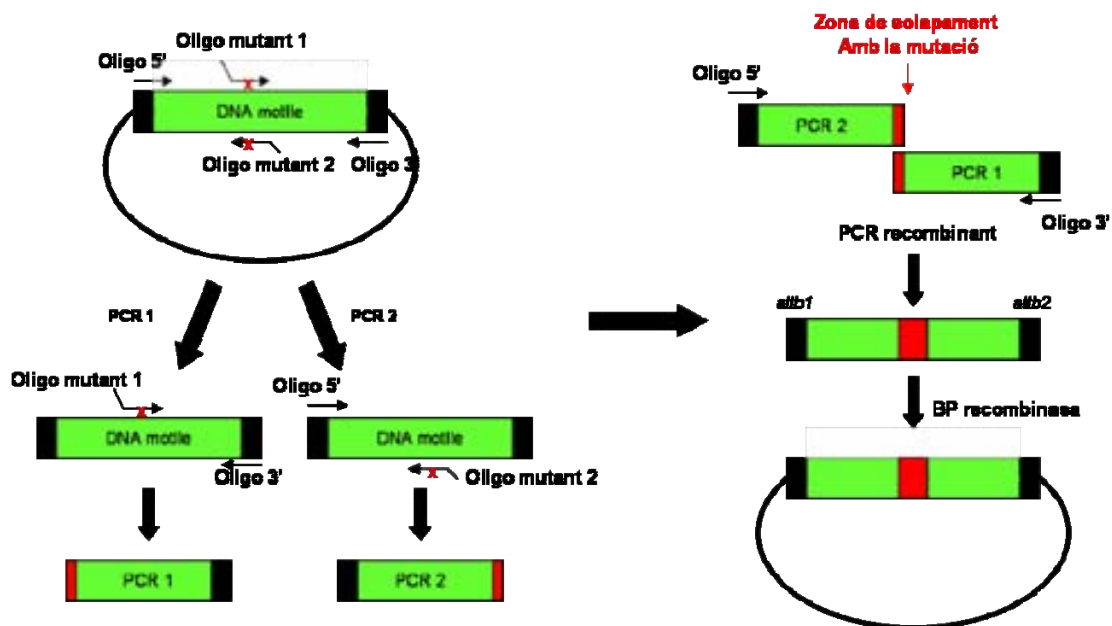 Oligo mutant 1
Oligo 5'
DNA motlle
Oligo mutant 2
Oligo 3'
PCR 1
PCR 2
Oligo mutant 1
DNA motlle
Oligo 3'
PCR 1
Oligo 5'
DNA motlle
Oligo mutant 2
PCR 2
Zona de solapament
Amb la mutació
Oligo 5'
PCR 2
PCR 1
Oligo 3'
PCR recombinant
attb1
attb2
BP recombinasa